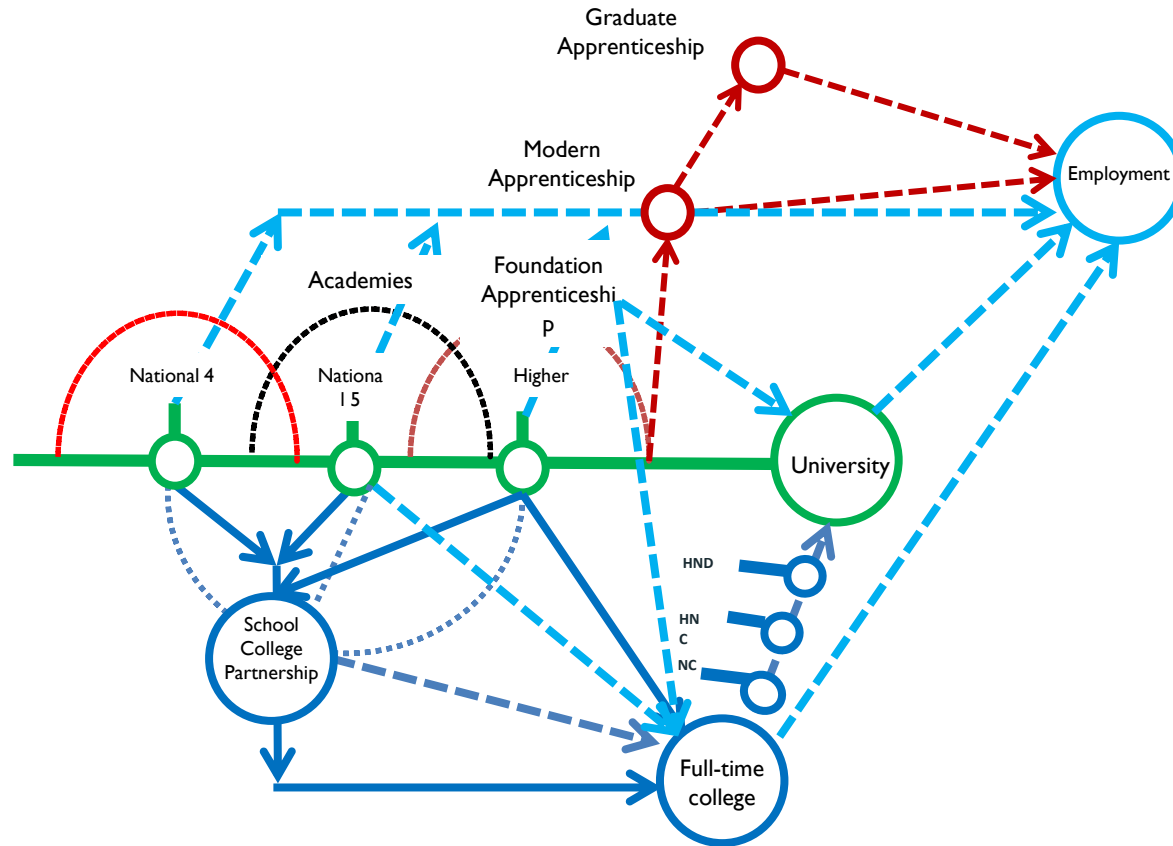 Graduate
Apprenticeship
Modern
Apprenticeship
Employment
Academies
Foundation
Apprenticeshi
p
National 4
Nationa
l 5
Higher
University
HND
HN
C
NC
School
College
Partnership
Full-time
college